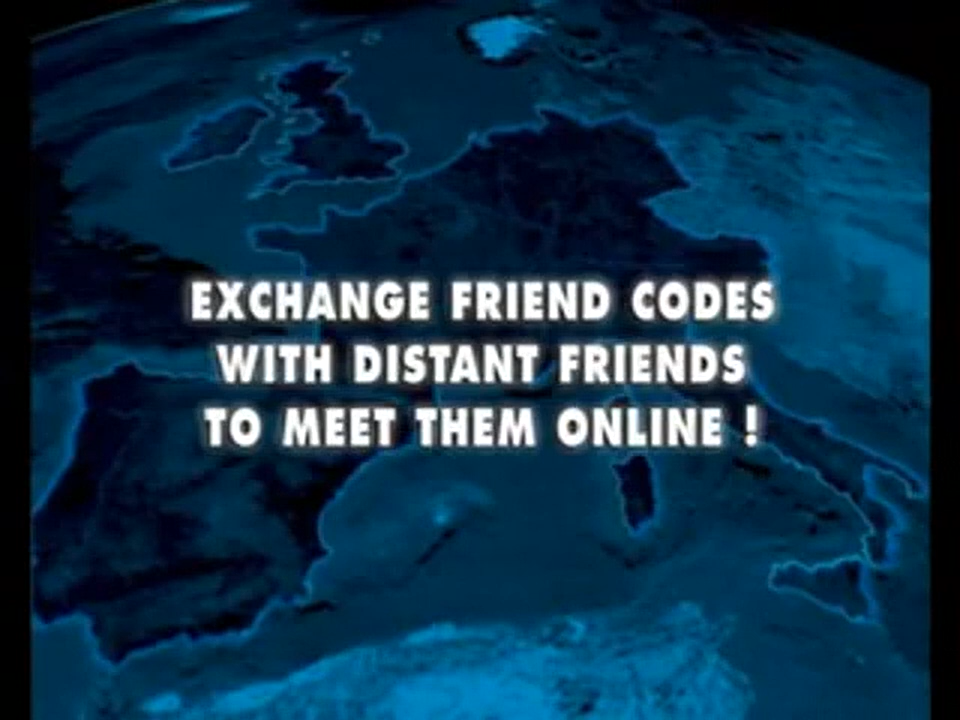 EXCHANGE FRIEND CODES
WITH DISTANT FRIENDS
TO MEET THEM ONLINE !